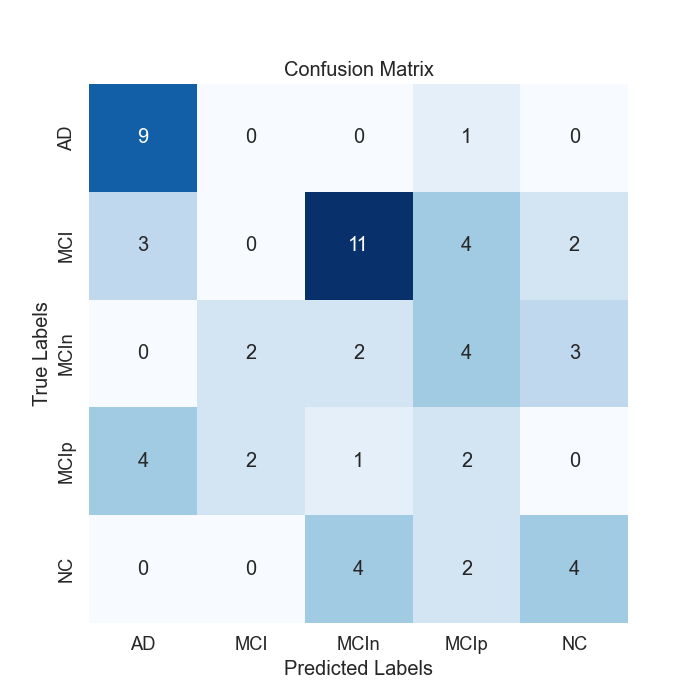 Confusion Matrix
AD 9 0 0 1 0
MCI 3 0 11 4 2
MCIn 0 2 2 4 3
MCIp 4 2 1 2 0
NC 0 0 4 2 4
True Labels
AD MCI MCIn MCIp NC
Predicted Labels